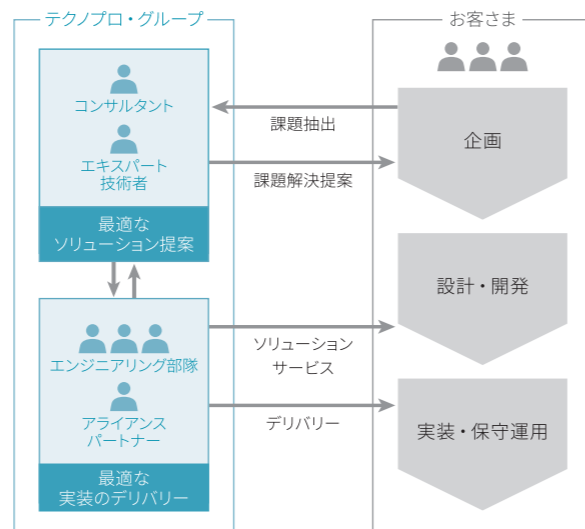 テクノプロ・グループ
お客さま
コンサルタント
エキスパート
技術者
最適な
ソリューション提案
課題抽出
課題解決提案
企画
エンジニアリング部隊
アライアンス
パートナー
最適な
実装のデリバリー
ソリューション
サービス
デリバリー
設計・開発
実装・保守運用